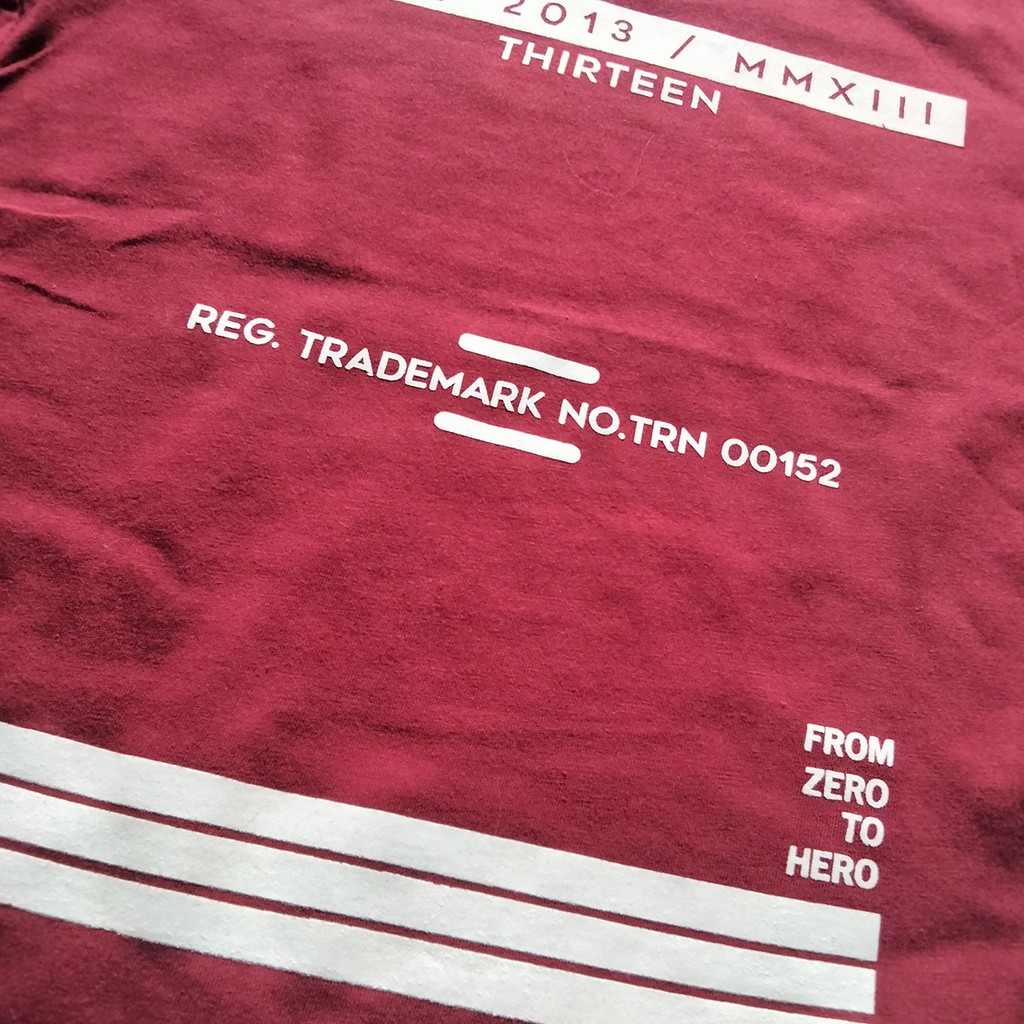 2013 / MMXIII
THIRTEEN
REG. TRADEMARK NO.TRN 00152
FROM
ZERO
TO
HERO